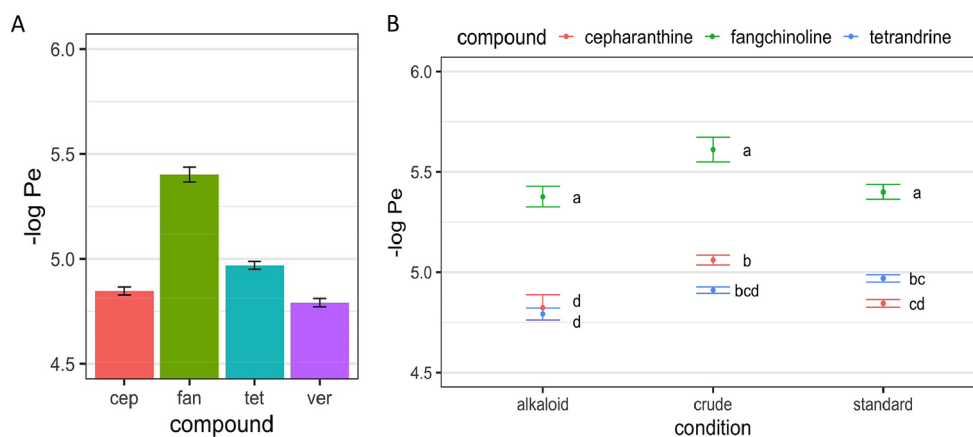 A
-log Pe
6.0
5.5
5.0
4.5
cep fan tet ver
compound
B
compound cepharanthine fangchinoline tetrandrine
-log Pe
6.0
5.5
5.0
4.5
a
d
d
a
b
bcd
a
bc
cd
alkaloid crude standard
condition